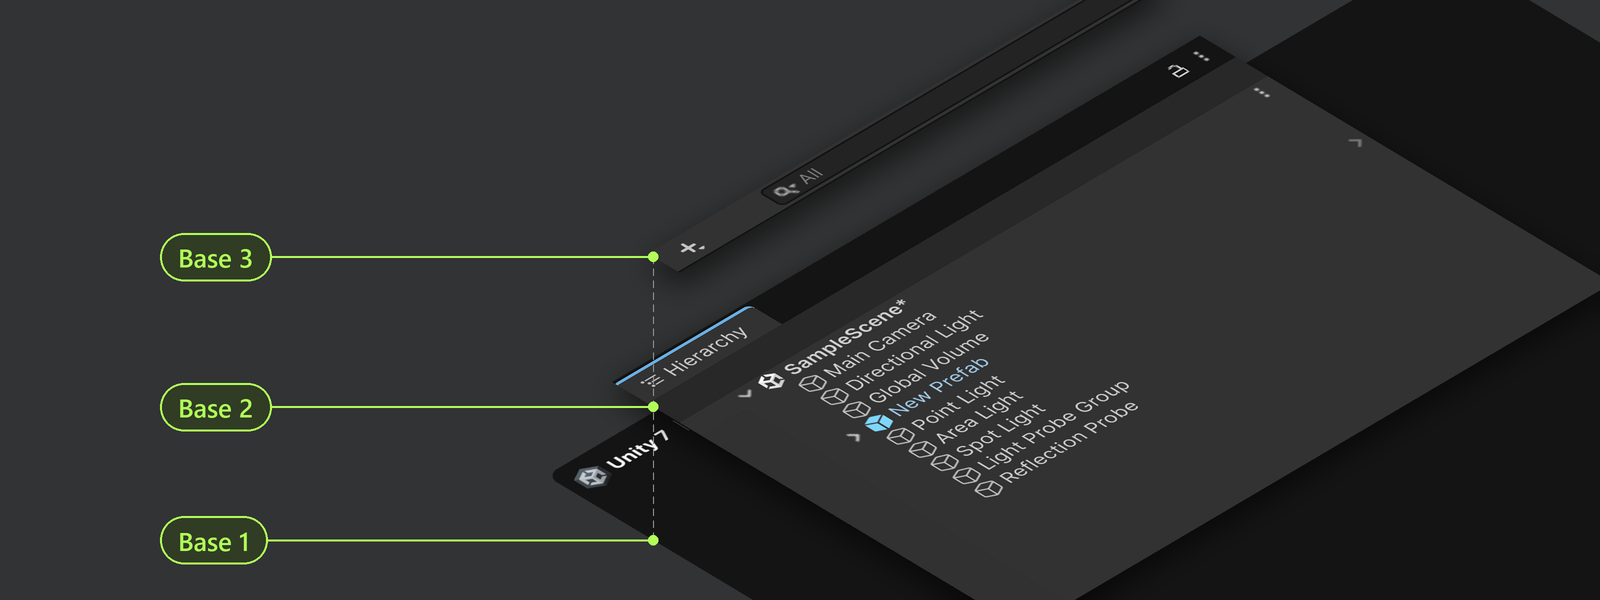 All
Base 3
Hierarchy
SampleScene*
Main Camera
Directional Light
Global Volume
New Prefab
Point Light
Area Light
Spot Light
Light Probe Group
Reflection Probe
Base 2
Unity 7
Base 1